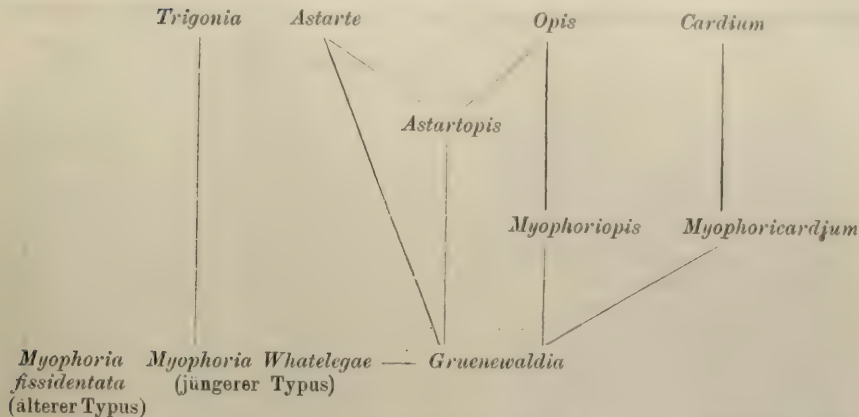 Trigonia Astarte Opis Cardium
Astartopis
Myophoriopis Myophoricardium
Myophoria Myophoria Whatelegae — Gruenewaldia
fissidentata (jüngerer Typus)
(älterer Typus)